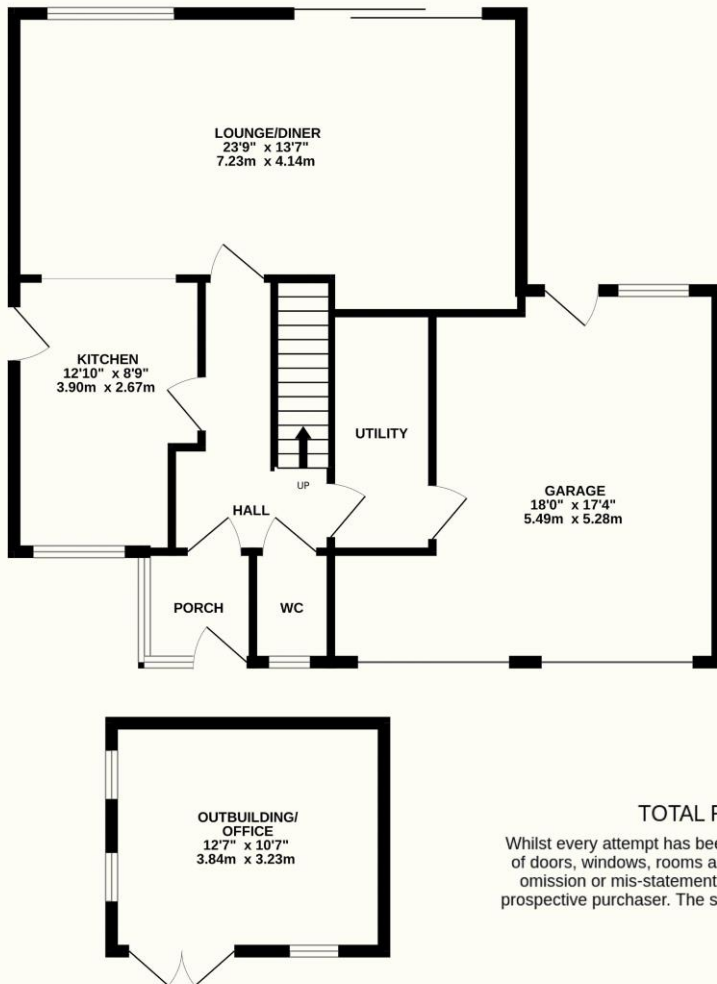 LOUNGE/DINER
23'9" x 13'7"
7.23m x 4.14m
KITCHEN
12'10" x 8'9"
3.90m x 2.67m
UTILITY
UP
HALL
GARAGE
18'0" x 17'4"
5.49m x 5.28m
PORCH
WC
OUTBUILDING/
OFFICE
12'7" x 10'7"
3.84m x 3.23m
TOTAL F
Whilst every attempt has bee
of doors, windows, rooms a
omission or mis-statement
prospective purchaser. The s